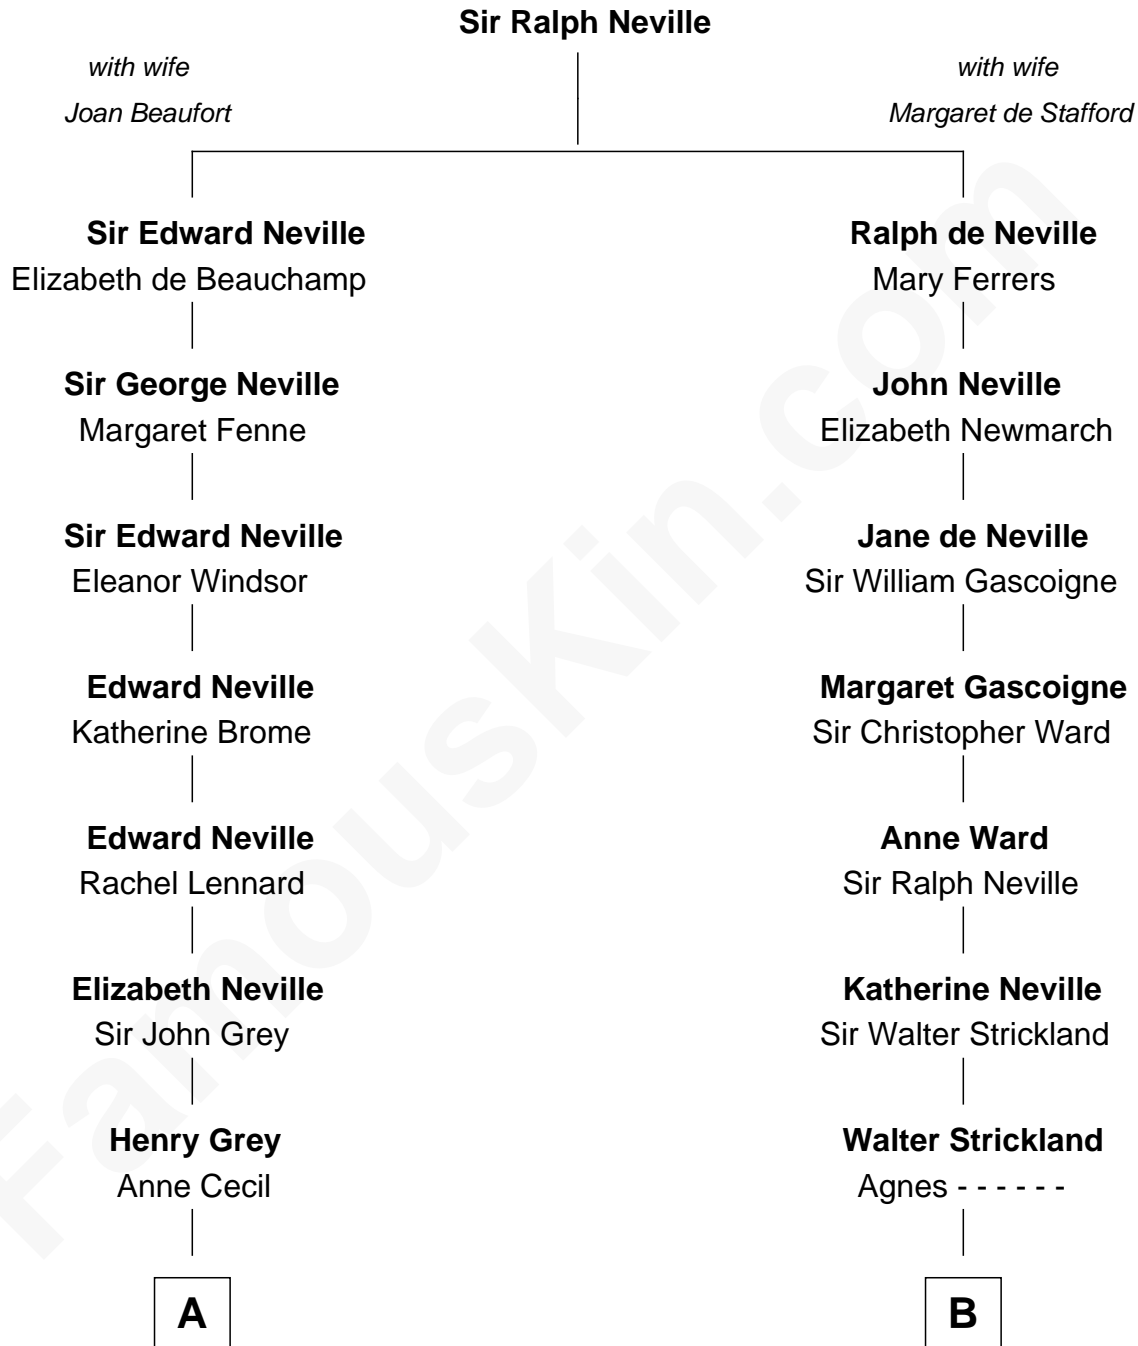 Sir Ralph Neville
with wife
Joan Beaufort
with wife
Margaret de Stafford
Sir Edward Neville
Elizabeth de Beauchamp
Ralph de Neville
Mary Ferrers
Sir George Neville
Margaret Fenne
John Neville
Elizabeth Newmarch
Sir Edward Neville
Eleanor Windsor
Jane de Neville
Sir William Gascoigne
Edward Neville
Katherine Brome
Margaret Gascoigne
Sir Christopher Ward
Edward Neville
Rachel Lennard
Anne Ward
Sir Ralph Neville
Elizabeth Neville
Sir John Grey
Katherine Neville
Sir Walter Strickland
Henry Grey
Anne Cecil
Walter Strickland
Agnes - - - - - -
A
B
FamousKin.com